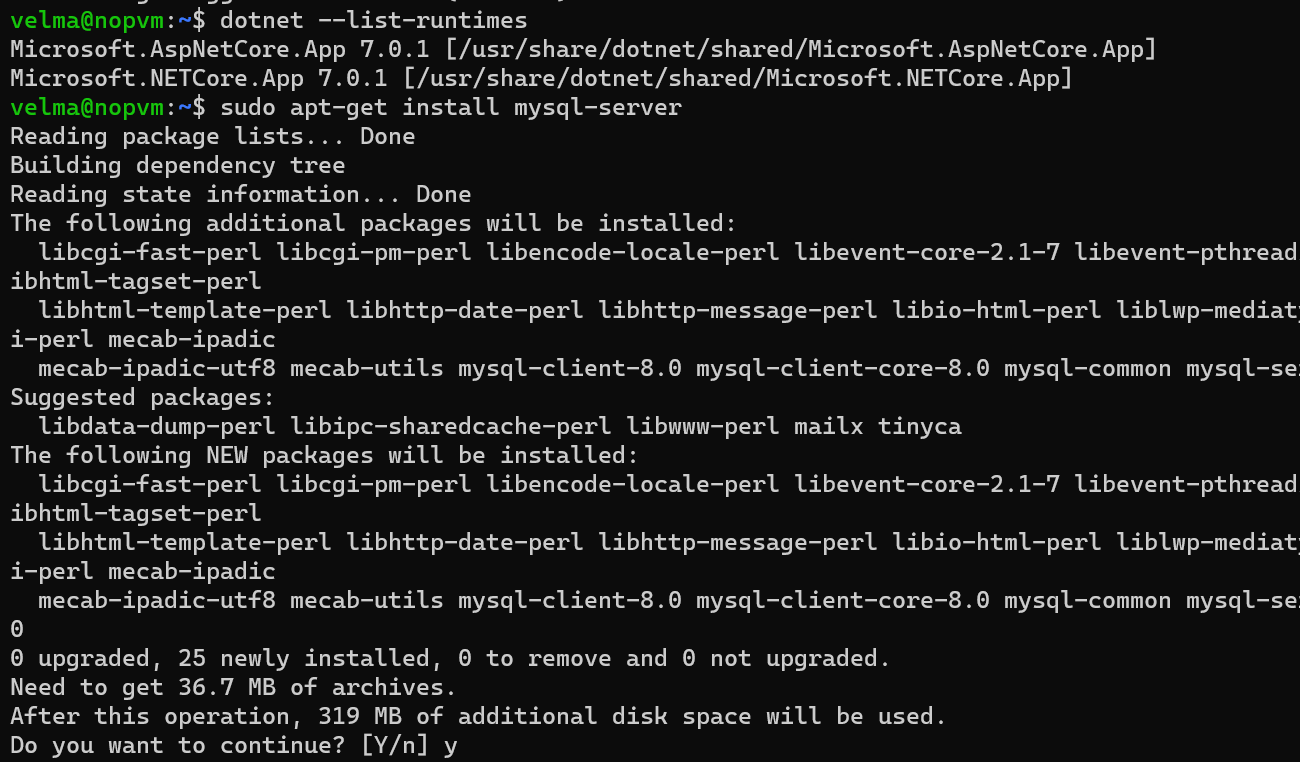 velma@nopvm:~$ dotnet --list-runtimes
Microsoft.AspNetCore.App 7.0.1 [/usr/share/dotnet/shared/Microsoft.AspNetCore.App]
Microsoft.NETCore.App 7.0.1 [/usr/share/dotnet/shared/Microsoft.NETCore.App]
velma@nopvm:~$ sudo apt-get install mysql-server
Reading package lists... Done
Building dependency tree
Reading state information... Done
The following additional packages will be installed:
libcgi-fast-perl libcgi-pm-perl libencode-locale-perl libevent-core-2.1-7 libevent-pthread
ibhtml-tagset-perl
libhtml-template-perl libhttp-date-perl libhttp-message-perl libio-html-perl liblwp-mediaty
i-perl mecab-ipadic
mecab-ipadic-utf8 mecab-utils mysql-client-8.0 mysql-client-core-8.0 mysql-common mysql-se
Suggested packages:
libdata-dump-perl libipc-sharedcache-perl libwww-perl mailx tinyca
The following NEW packages will be installed:
libcgi-fast-perl libcgi-pm-perl libencode-locale-perl libevent-core-2.1-7 libevent-pthread
ibhtml-tagset-perl
libhtml-template-perl libhttp-date-perl libhttp-message-perl libio-html-perl liblwp-mediaty
i-perl mecab-ipadic
mecab-ipadic-utf8 mecab-utils mysql-client-8.0 mysql-client-core-8.0 mysql-common mysql-se
0
0 upgraded, 25 newly installed, 0 to remove and 0 not upgraded.
Need to get 36.7 MB of archives.
After this operation, 319 MB of additional disk space will be used.
Do you want to continue? [Y/n] y